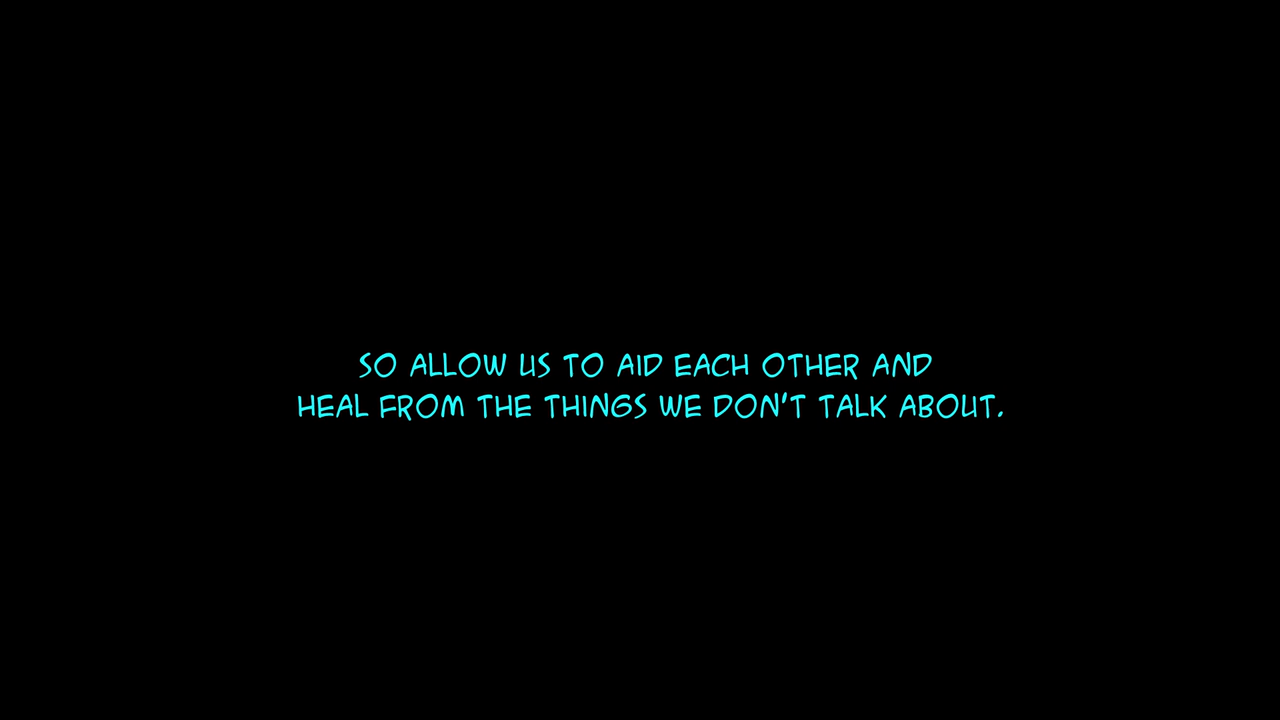 SO ALLOW US TO AID EACH OTHER AND
HEAL FROM THE THINGS WE DON'T TALK ABOUT.